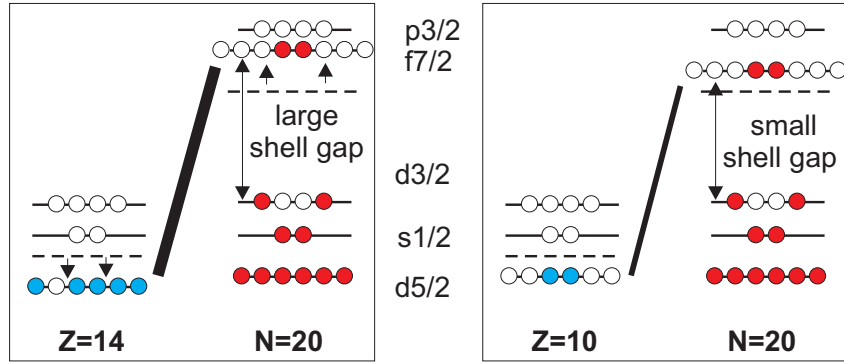 p3/2
f7/2
large
shell gap
small
shell gap
d3/2
s1/2
d5/2
Z=14 N=20
Z=10 N=20